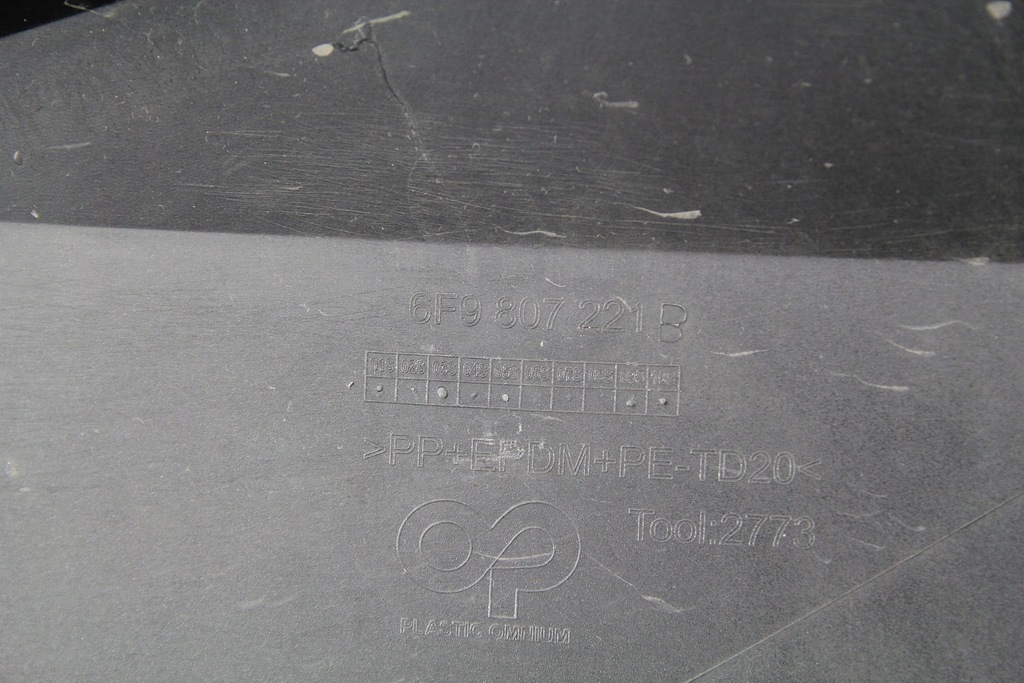 6F9 807 221 B
>PP+EPDM+PE-TD20<
Tool:2773
PLASTIC OMNIUM